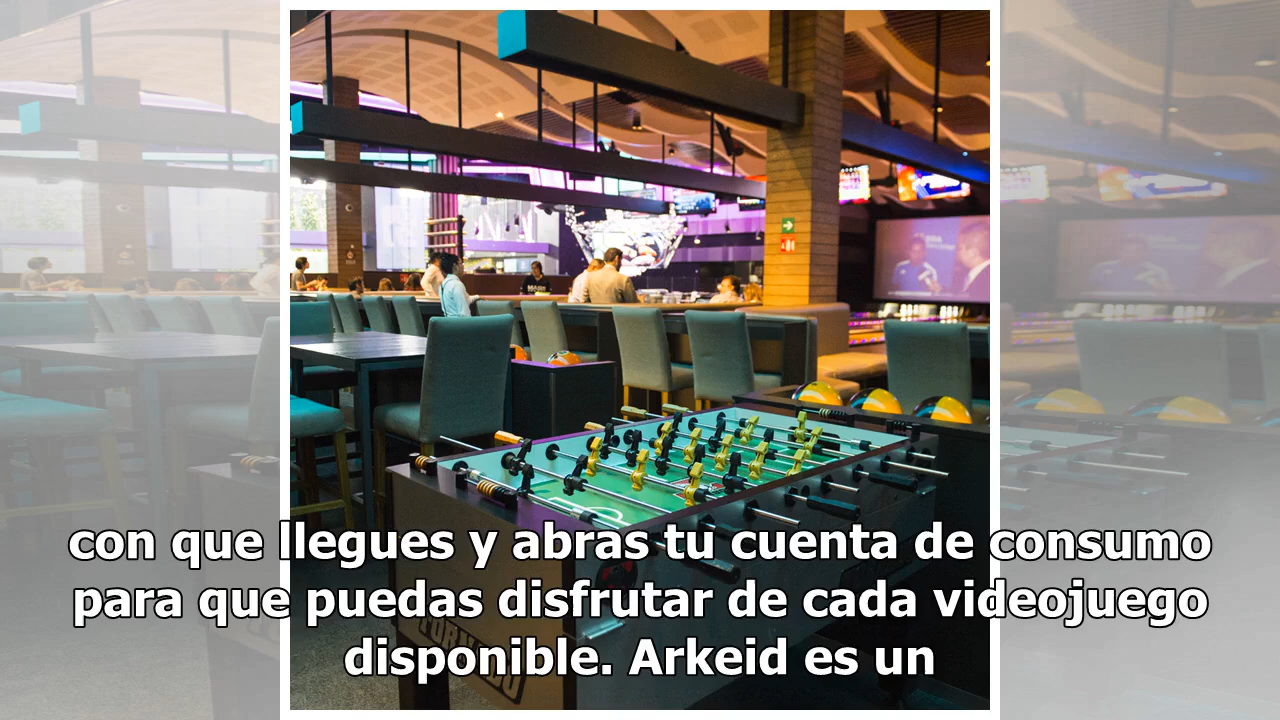 con que llegues y abras tu cuenta de consumo
para que puedas disfrutar de cada videojuego
disponible. Arkeid es un
TORNADO